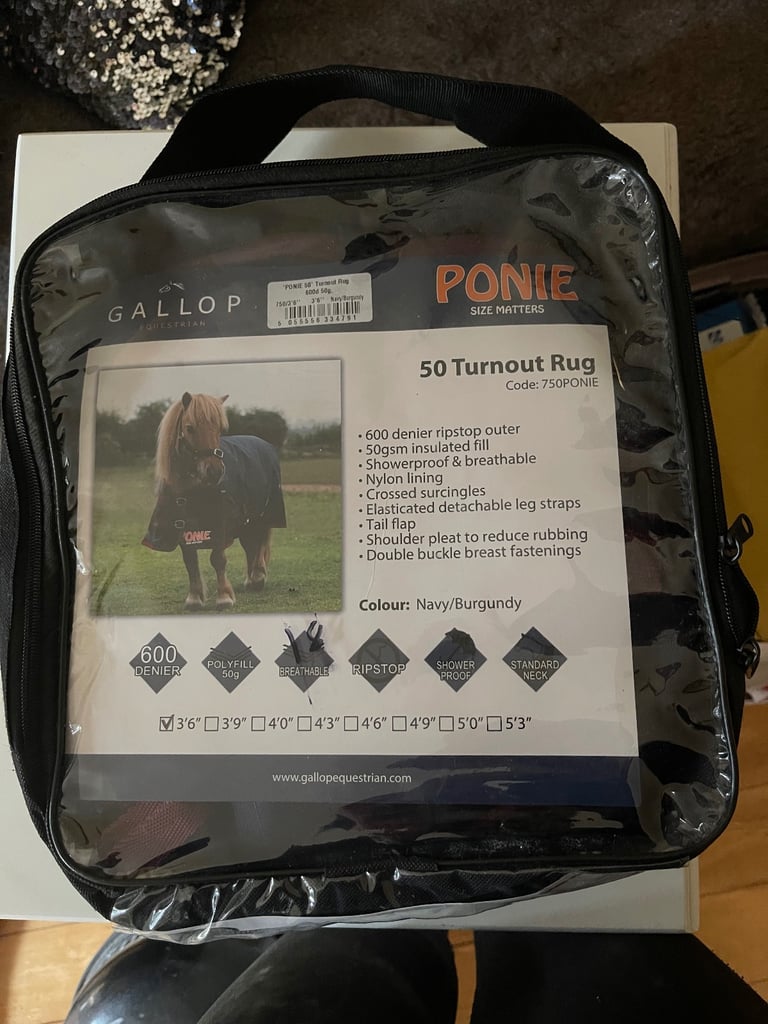 GALLOP
EQUESTRIAN
"PONIE 50" Turnout Rug
600d 50g.
750/3'6" 3'6" Navy/Burgundy
5 055556 334791
PONIE
SIZE MATTERS
50 Turnout Rug
Code: 750PONIE
• 600 denier ripstop outer
• 50gsm insulated fill
• Showerproof & breathable
• Nylon lining
• Crossed surcingles
• Elasticated detachable leg straps
• Tail flap
• Shoulder pleat to reduce rubbing
• Double buckle breast fastenings
PONIE
Colour: Navy/Burgundy
600
DENIER
POLYFILL
50g
BREATHABLE
RIPSTOP
SHOWER
PROOF
STANDARD
NECK
☑ 3'6" ☐ 3'9" ☐ 4'0" ☐ 4'3" ☐ 4'6" ☐ 4'9" ☐ 5'0" ☐ 5'3"
www.gallopequestrian.com